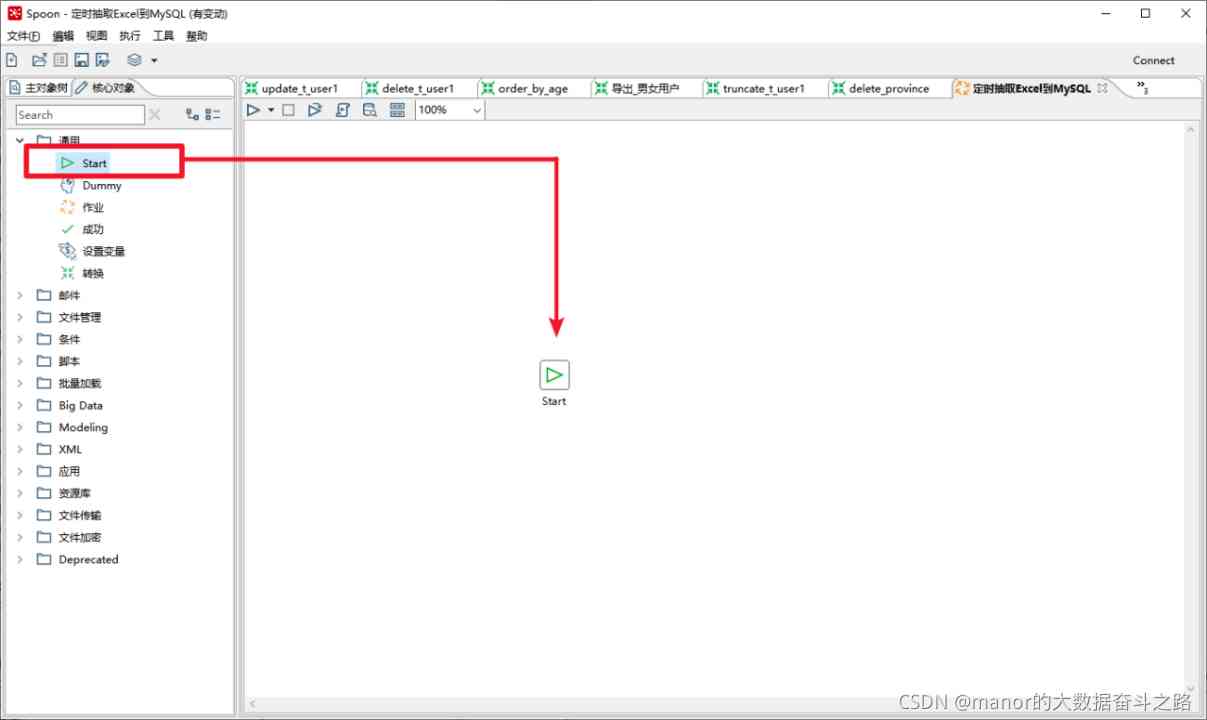 Spoon - 定时抽取Excel到MySQL (有变动)
文件(F) 编辑 视图 执行 工具 帮助
Connect
主对象树 核心对象
update_t_user1 delete_t_user1 order_by_age 导出_男女用户 truncate_t_user1 delete_province 定时抽取Excel到MySQL » 3
Search
100%
通用
Start
Dummy
作业
成功
设置变量
转换
邮件
文件管理
条件
脚本
批量加载
Big Data
Modeling
XML
应用
资源库
文件传输
文件加密
Deprecated
Start
CSDN @manor的大数据奋斗之路